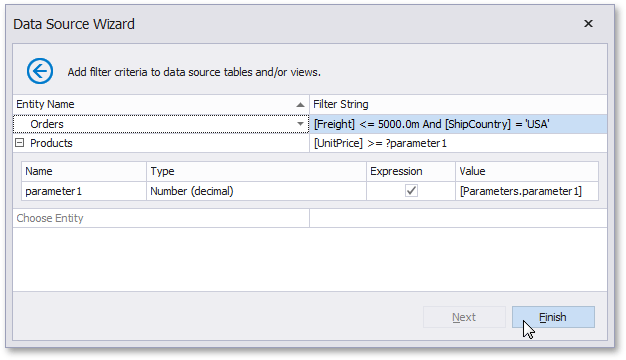 Data Source Wizard
Add filter criteria to data source tables and/or views.
Entity Name Filter String
Orders [Freight] <= 5000.0m And [ShipCountry] = 'USA'
Products [UnitPrice] >= ?parameter1
Name Type Expression Value
parameter1 Number (decimal) [Parameters.parameter1]
Choose Entity
Next Finish